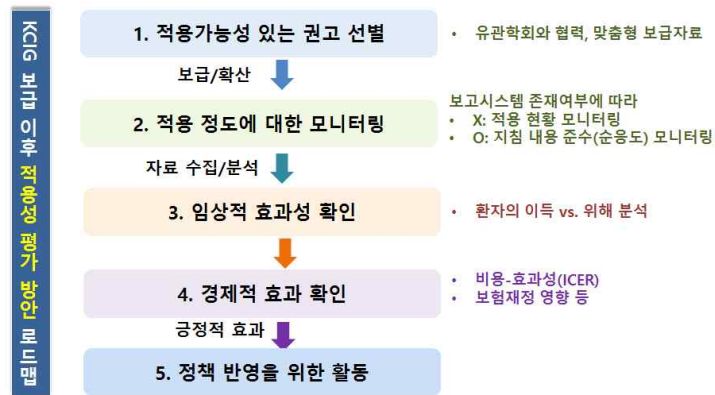 KCIG 보급 이후 적용성 평가 방안 로드맵
1. 적용가능성 있는 권고 선별
• 유관학회와 협력, 맞춤형 보급자료
보급/확산
2. 적용 정도에 대한 모니터링
보고시스템 존재여부에 따라
• X: 적용 현황 모니터링
• O: 지침 내용 준수(순응도) 모니터링
자료 수집/분석
3. 임상적 효과성 확인
• 환자의 이득 vs. 위해 분석
4. 경제적 효과 확인
• 비용-효과성(ICER)
• 보험재정 영향 등
긍정적 효과
5. 정책 반영을 위한 활동